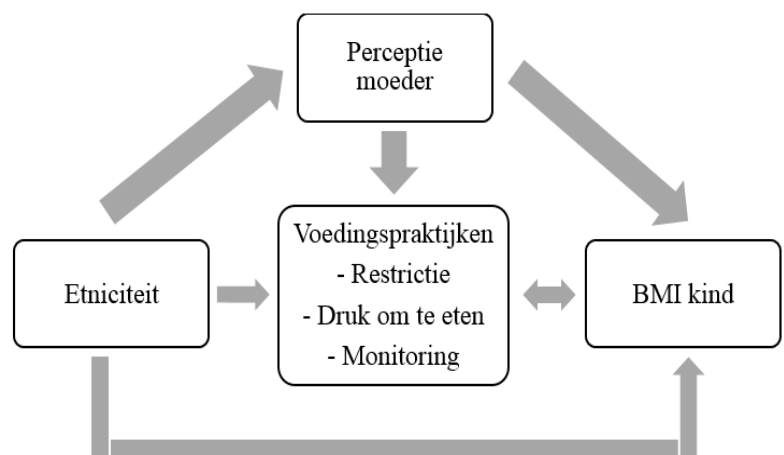 Perceptie
moeder
Etniciteit
Voedingspraktijken
- Restrictie
- Druk om te eten
- Monitoring
BMI kind